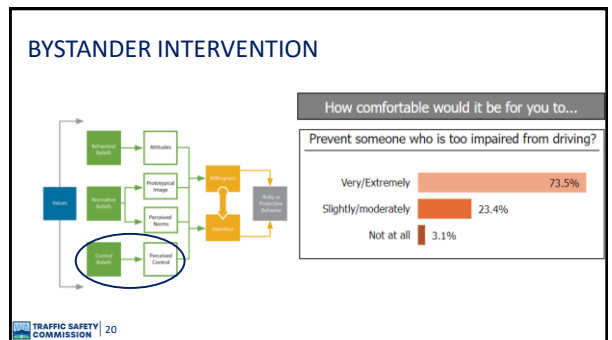 BYSTANDER INTERVENTION
Values
Behavioral
Beliefs
Attitudes
Normative
Beliefs
Prototypical
Image
Perceived
Norms
Control
Beliefs
Perceived
Control
Willingness
Intention
Risky or
Protective
Behavior
How comfortable would it be for you to...
Prevent someone who is too impaired from driving?
Very/Extremely 73.5%
Slightly/moderately 23.4%
Not at all 3.1%
TRAFFIC SAFETY
COMMISSION
20